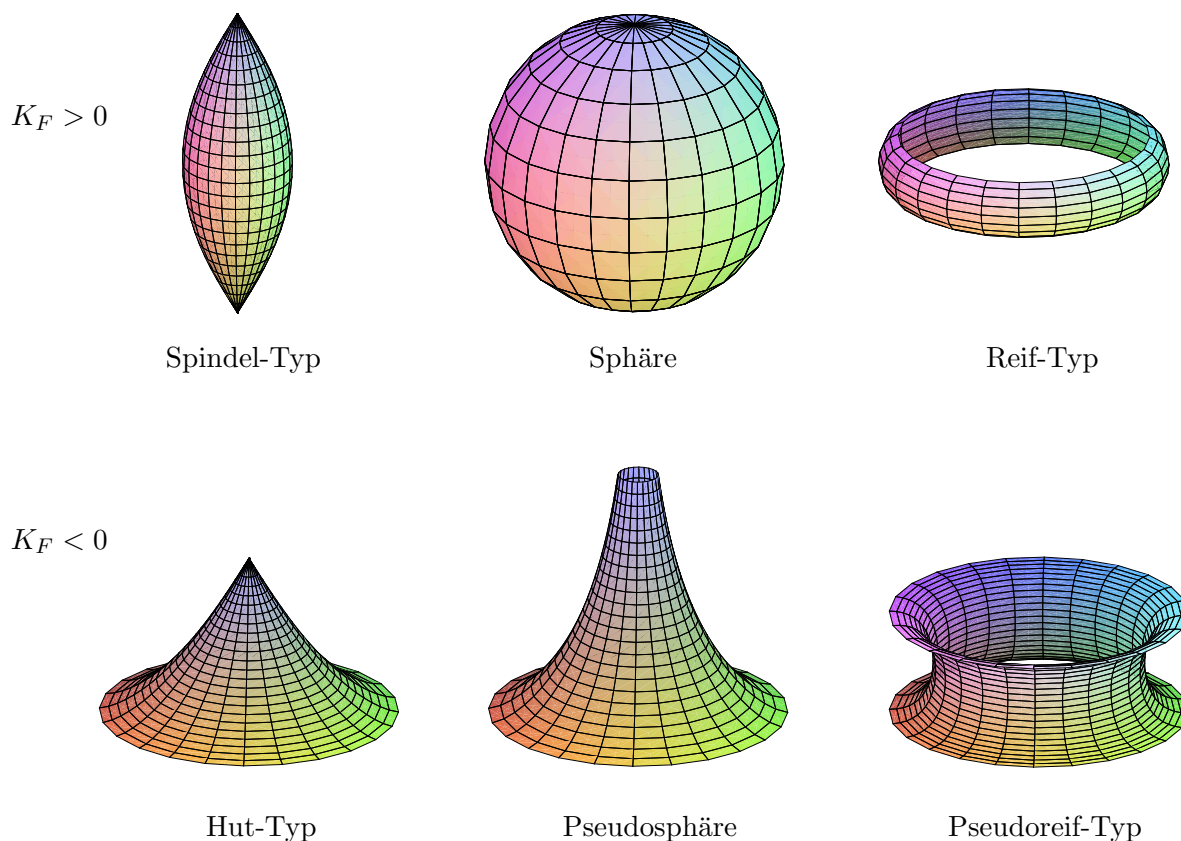 K_F > 0
Spindel-Typ
Sphäre
Reif-Typ
K_F < 0
Hut-Typ
Pseudosphäre
Pseudoreif-Typ